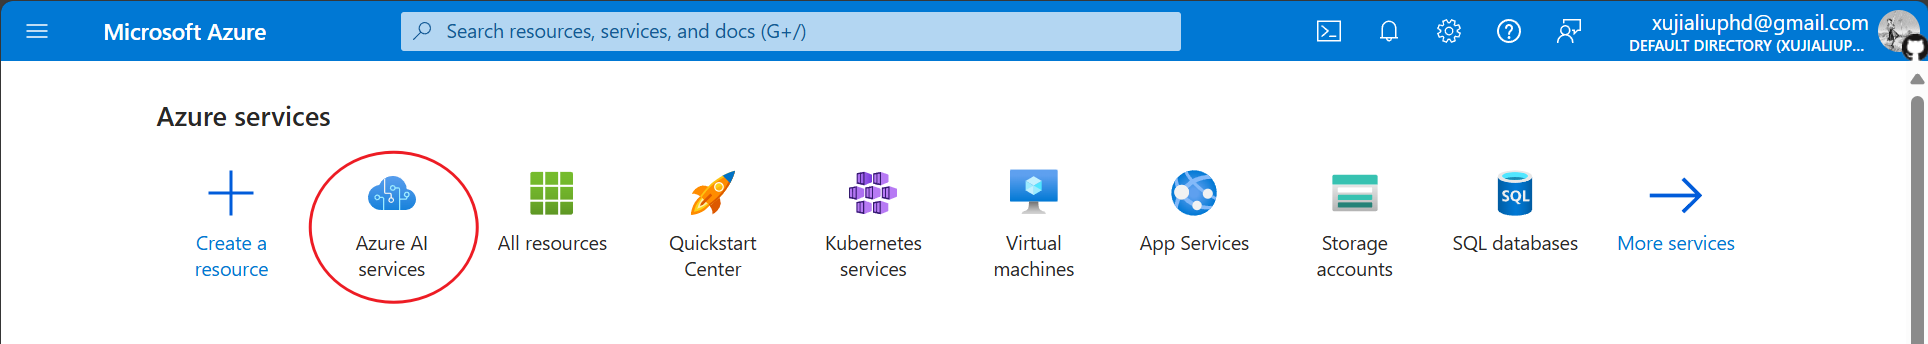 Microsoft Azure
Search resources, services, and docs (G+/)
xujialiuphd@gmail.com
DEFAULT DIRECTORY (XUJIALIUP...
Azure services
Create a
resource
Azure AI
services
All resources
Quickstart
Center
Kubernetes
services
Virtual
machines
App Services
Storage
accounts
SQL
SQL databases
More services